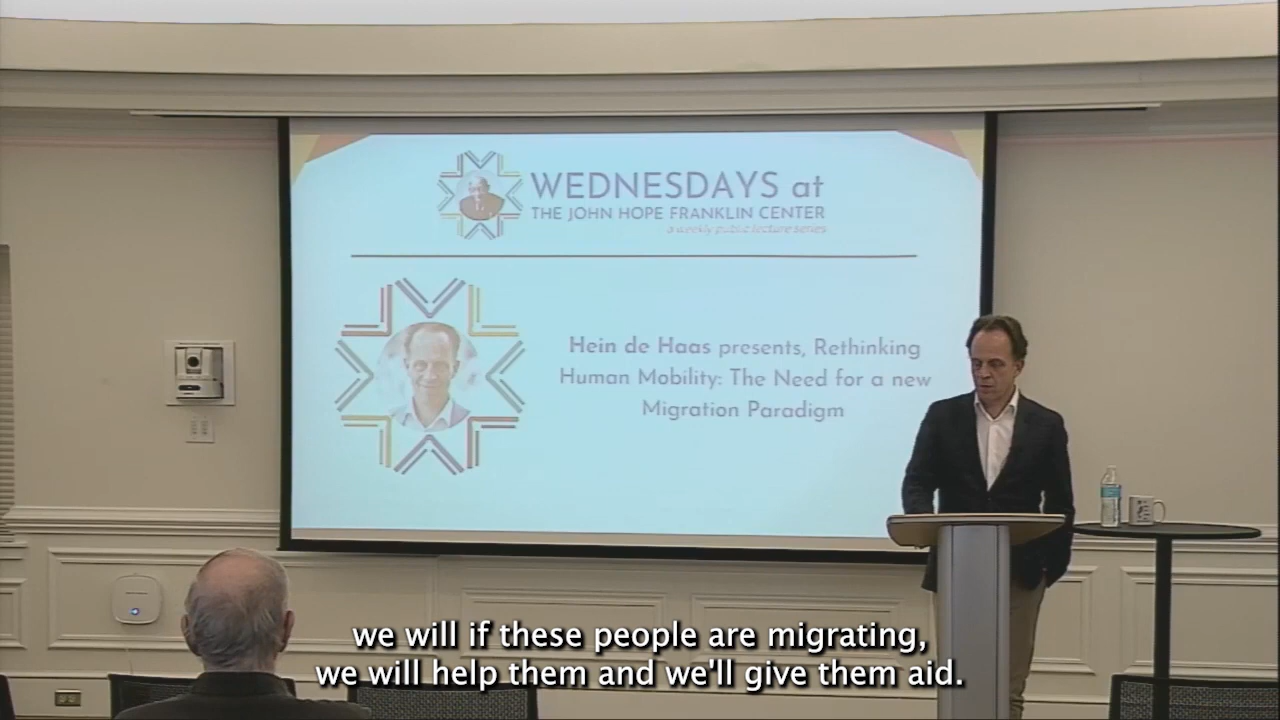 WEDNESDAYS at
THE JOHN HOPE FRANKLIN CENTER
a weekly public lecture series
Hein de Haas presents, Rethinking
Human Mobility: The Need for a new
Migration Paradigm
we will if these people are migrating,
we will help them and we'll give them aid.